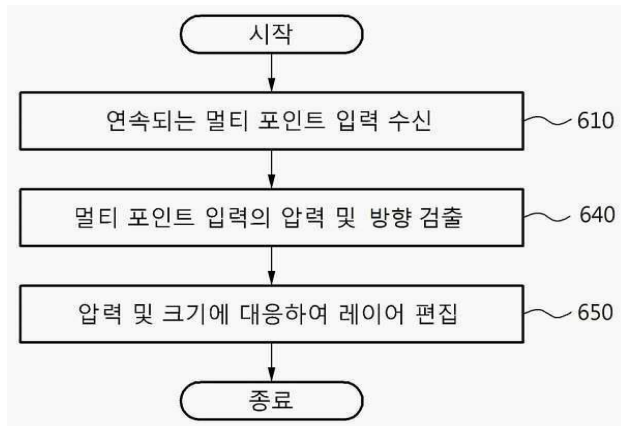 시작
연속되는 멀티 포인트 입력 수신
610
멀티 포인트 입력의 압력 및 방향 검출
640
압력 및 크기에 대응하여 레이어 편집
650
종료